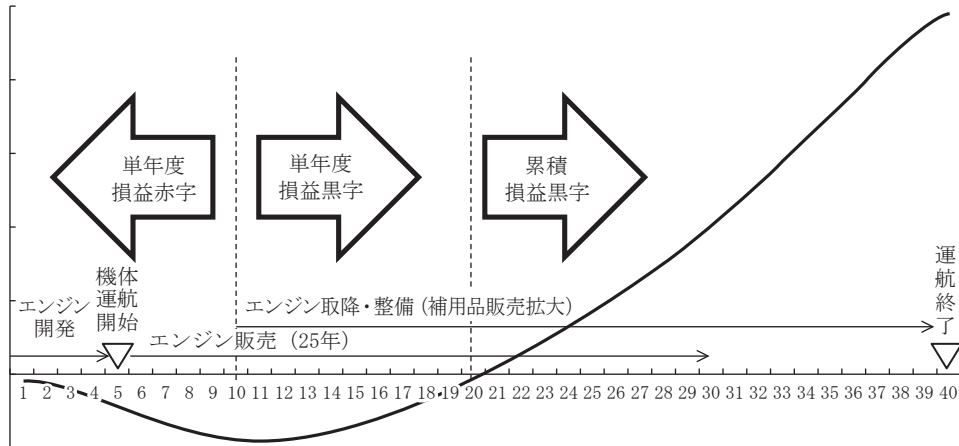 単年度
損益赤字
単年度
損益黒字
累積
損益黒字
エンジン
開発
機体
運航
開始
エンジン取降・整備（補用品販売拡大）
エンジン販売（25年）
運航終了
1 2 3 4 5 6 7 8 9 10 11 12 13 14 15 16 17 18 19 20 21 22 23 24 25 26 27 28 29 30 31 32 33 34 35 36 37 38 39 40